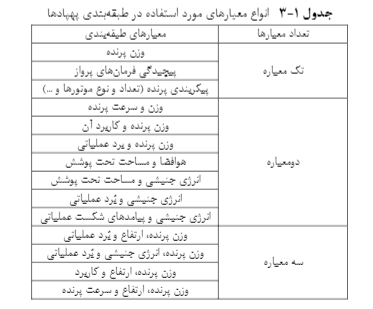 جدول ۱-۳ انواع معیارهای مورد استفاده در طبقه‌بندی پهپادها
تعداد معیارها
معیارهای طبقه‌بندی
تک معیاره
وزن پرنده
پیچیدگی فرمان‌های پرواز
پیکربندی پرنده (تعداد و نوع موتورها و ...)
دومعیاره
وزن و سرعت پرنده
وزن پرنده و کاربرد آن
وزن پرنده و برد عملیاتی
هوافضا و مساحت تحت پوشش
انرژی جنبشی و مساحت تحت پوشش
انرژی جنبشی و بُرد عملیاتی
انرژی جنبشی و پیامدهای شکست عملیاتی
سه معیاره
وزن پرنده، ارتفاع و بُرد عملیاتی
وزن پرنده، انرژی جنبشی و بُرد عملیاتی
وزن پرنده، ارتفاع و کاربرد
وزن پرنده، ارتفاع و سرعت پرنده